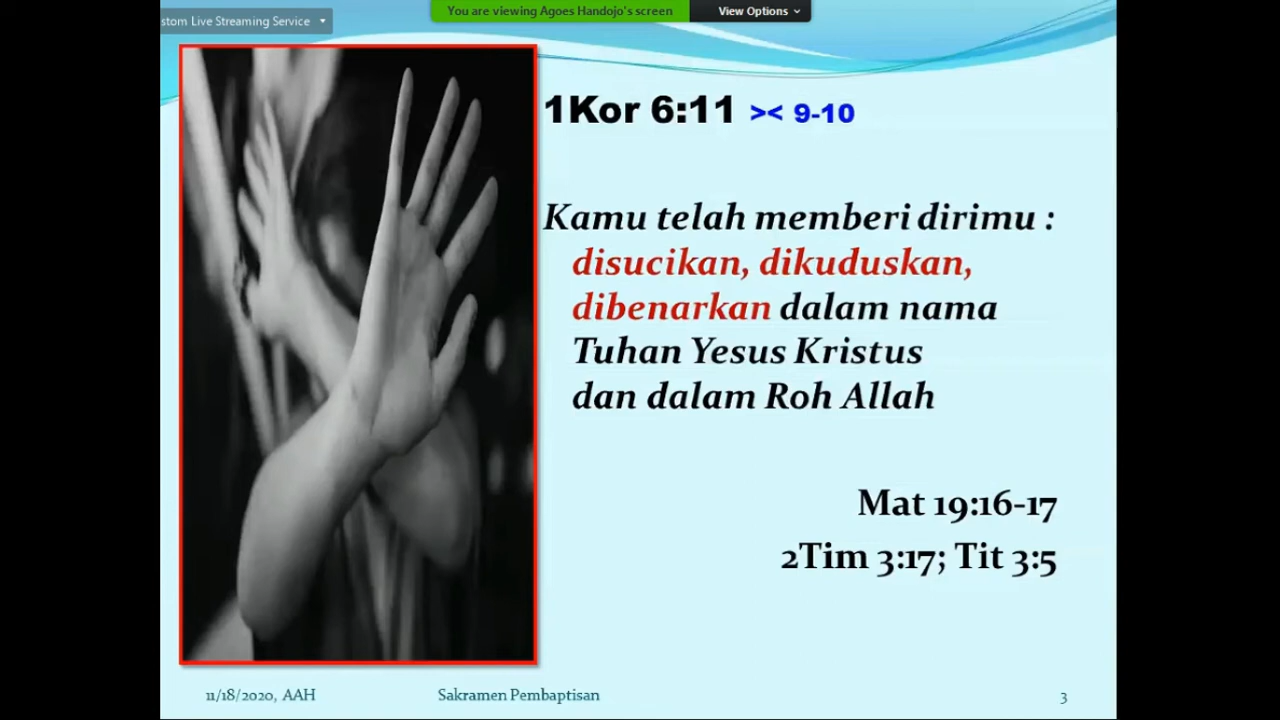 stom Live Streaming Service
You are viewing Agoes Handojo's screen
View Options
1Kor 6:11 >< 9-10
Kamu telah memberi dirimu :
disucikan, dikuduskan,
dibenarkan dalam nama
Tuhan Yesus Kristus
dan dalam Roh Allah
Mat 19:16-17
2Tim 3:17; Tit 3:5
11/18/2020, AAH
Sakramen Pembaptisan
3